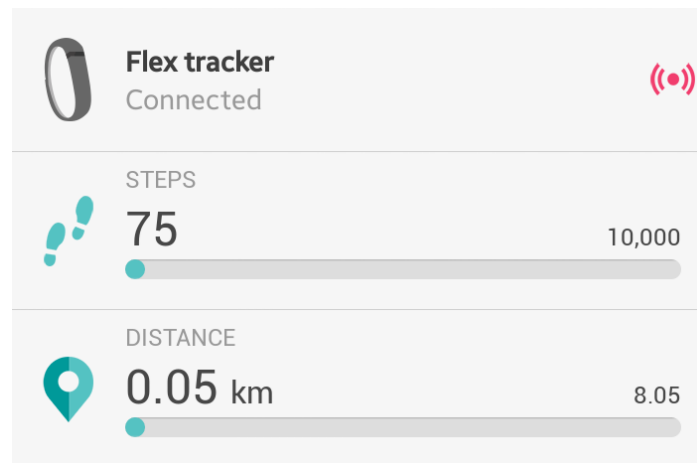 Flex tracker
Connected
STEPS
75
10,000
DISTANCE
0.05 km
8.05